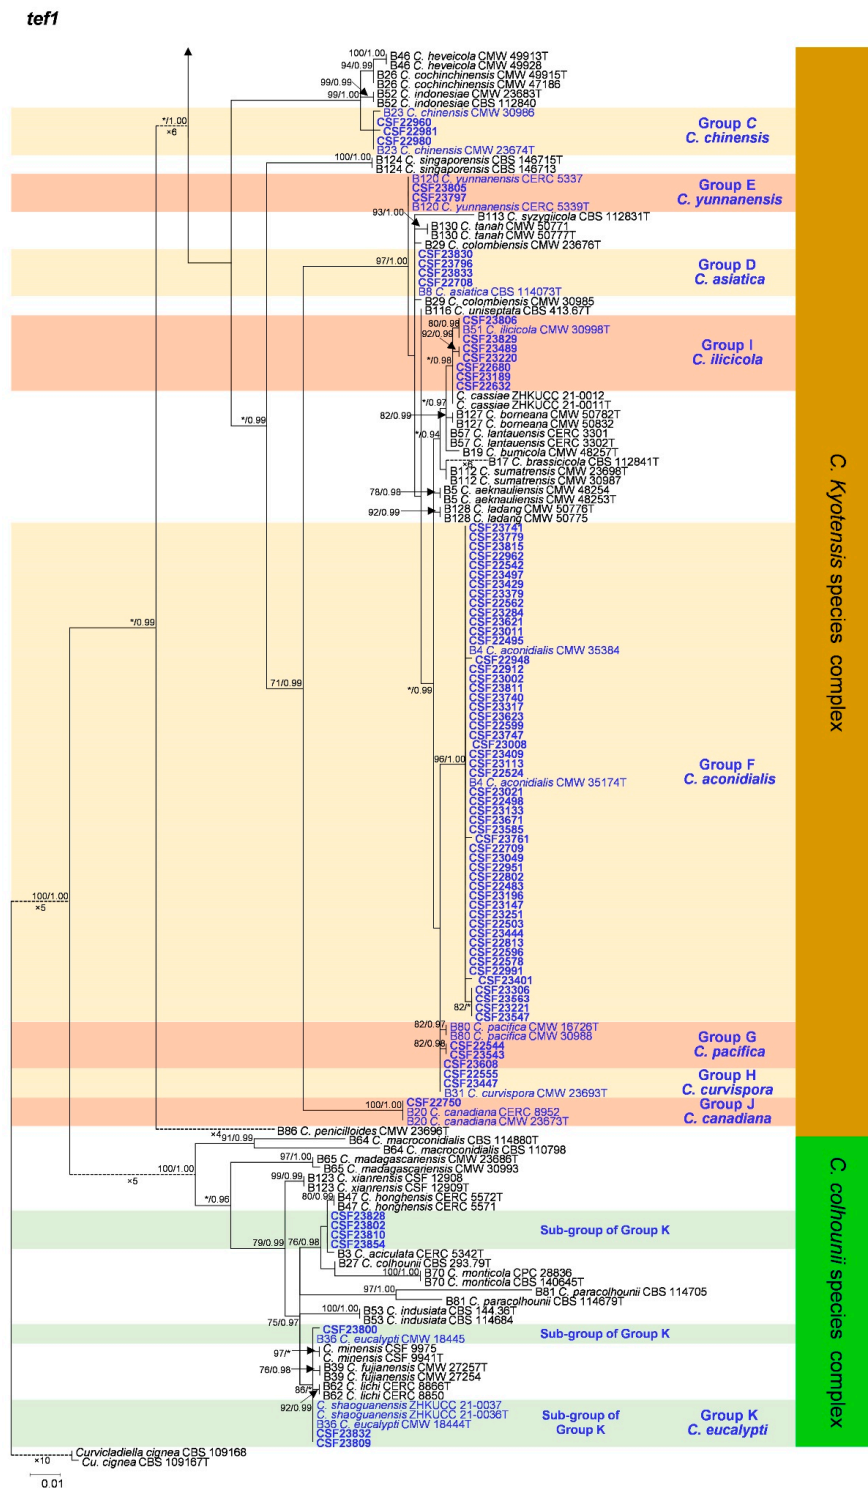 tef1
100/1.00
B46 C. heveicola CMW 49913T
94/0.99
B46 C. heveicola CMW 49928
B26 C. cochinchinensis CMW 49915T
99/0.99
B26 C. cochinchinensis CMW 47186
99/1.00
B52 C. indonesiae CMW 23683T
B52 C. indonesiae CBS 112840
B23 C. chinensis CMW 30986
CSF22960
*/1.00
×6
CSF22981
CSF22980
B23 C. chinensis CMW 23674T
Group C
C. chinensis
100/1.00
B124 C. singaporensis CBS 146715T
B124 C. singaporensis CBS 146713
B120 C. yunnanensis CERC 5337
CSF23805
CSF23797
B120 C. yunnanensis CERC 5339T
Group E
C. yunnanensis
93/1.00
B113 C. syzygiicola CBS 112831T
B130 C. tanah CMW 50771
B130 C. tanah CMW 50777T
B29 C. colombiensis CMW 23676T
97/1.00
CSF23830
CSF23796
CSF23833
CSF22708
B8 C. asiatica CBS 114073T
Group D
C. asiatica
B29 C. colombiensis CMW 30985
B116 C. uniseptata CBS 413.67T
80/0.98
CSF23806
92/0.99
B51 C. ilicicola CMW 30998T
CSF23829
CSF23489
*/0.98
CSF23220
CSF22680
CSF23189
CSF22632
Group I
C. ilicicola
*/0.97
C. cassiae ZHKUCC 21-0012
C. cassiae ZHKUCC 21-0011T
82/0.99
B127 C. borneana CMW 50782T
B127 C. borneana CMW 50832
*/0.99
*/0.94
B57 C. lantauensis CERC 3301
B57 C. lantauensis CERC 3302T
B19 C. bumicola CMW 48257T
×6
B17 C. brassicicola CBS 112841T
B112 C. sumatrensis CMW 23698T
B112 C. sumatrensis CMW 30987
78/0.98
B5 C. aeknauliensis CMW 48254
B5 C. aeknauliensis CMW 48253T
92/0.99
B128 C. ladang CMW 50776T
B128 C. ladang CMW 50775
CSF23741
CSF23779
CSF23815
CSF22962
CSF22542
CSF23497
CSF23429
CSF23379
CSF22562
CSF23284
CSF23621
CSF23011
CSF22495
*/0.99
B4 C. aconidialis CMW 35384
CSF22948
CSF22912
CSF23002
71/0.99
*/0.99
CSF23811
CSF23740
CSF23317
CSF23623
CSF22599
CSF23747
CSF23008
CSF23409
96/1.00
CSF23113
CSF22524
B4 C. aconidialis CMW 35174T
CSF23021
CSF22498
CSF23133
CSF23671
CSF23585
CSF23761
CSF22709
CSF23049
CSF22951
CSF22802
CSF22483
CSF23196
CSF23147
CSF23251
CSF22503
CSF23444
CSF22813
CSF22596
CSF22578
CSF22991
CSF23401
CSF23306
CSF23563
82/*
CSF23221
CSF23547
Group F
C. aconidialis
100/1.00
×5
82/0.97
B80 C. pacifica CMW 16726T
B80 C. pacifica CMW 30988
82/0.98
CSF22544
CSF23543
CSF23608
Group G
C. pacifica
CSF22555
CSF23447
B31 C. curvispora CMW 23693T
Group H
C. curvispora
100/1.00
CSF22750
B20 C. canadiana CERC 8952
B20 C. canadiana CMW 23673T
Group J
C. canadiana
×4
B86 C. penicilloides CMW 23696T
C. Kyotensis species complex
91/0.99
B64 C. macroconidialis CBS 114880T
B64 C. macroconidialis CBS 110798
100/1.00
×5
97/1.00
B65 C. madagascariensis CMW 23686T
B65 C. madagascariensis CMW 30993
99/0.99
B123 C. xianrensis CSF 12908
B123 C. xianrensis CSF 12909T
*/0.96
80/0.99
B47 C. honghensis CERC 5572T
B47 C. honghensis CERC 5571
CSF23828
CSF23802
CSF23810
CSF23854
Sub-group of Group K
79/0.99
76/0.98
B3 C. aciculata CERC 5342T
B27 C. colhounii CBS 293.79T
100/1.00
B70 C. monticola CPC 28836
B70 C. monticola CBS 140645T
97/1.00
B81 C. paracolhounii CBS 114705
B81 C. paracolhounii CBS 114679T
100/1.00
B53 C. indusiata CBS 144.36T
B53 C. indusiata CBS 114684
75/0.97
CSF23800
B36 C. eucalypti CMW 18445
Sub-group of Group K
97/*
C. minensis CSF 9975
C. minensis CSF 9941T
76/0.98
B39 C. fujianensis CMW 27257T
B39 C. fujianensis CMW 27254
86/*
B62 C. lichi CERC 8866T
B62 C. lichi CERC 8850
92/0.99
C. shaoguanensis ZHKUCC 21-0037
C. shaoguanensis ZHKUCC 21-0036T
B36 C. eucalypti CMW 18444T
CSF23832
CSF23809
Sub-group of
Group K
Group K
C. eucalypti
C. colhounii species complex
×10
Curvicladiella cignea CBS 109168
Cu. cignea CBS 109167T
0.01